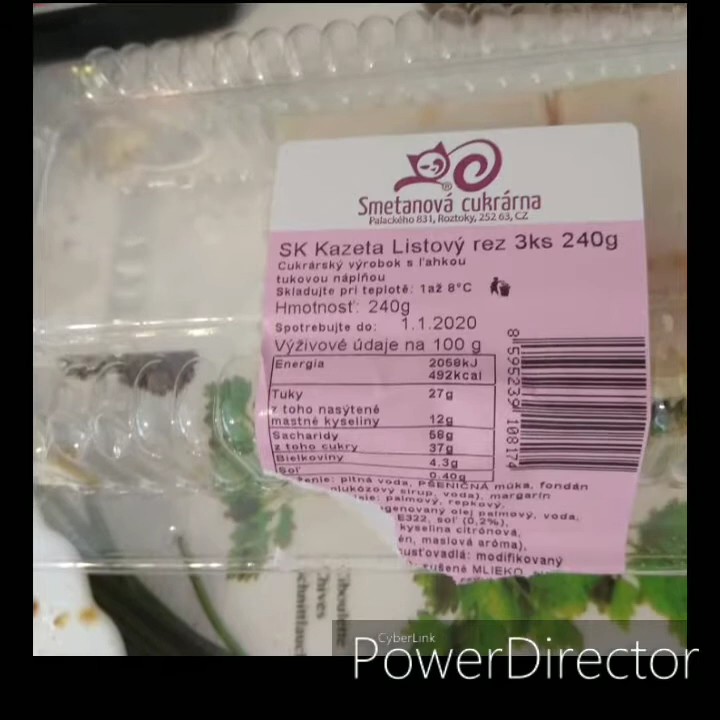 Smetanová cukrárna
Palackého 831, Roztoky, 252 63, CZ
SK Kazeta Listový rez 3ks 240g
Cukrárský výrobok s ľahkou
tukovou náplňou
Skladujte pri teplote: 1až 8°C
Hmotnosť: 240g
Spotrebujte do: 1.1.2020
Výživové údaje na 100 g
Energia 2058kJ
492kcal
Tuky 27g
z toho nasýtené
mastné kyseliny 12g
Sacharidy 58g
z toho cukry 37g
Bielkoviny 4.3g
Soľ 0.40g
pitná voda, PŠENIČNÁ múka, fondán
sirup, voda), margarín
palmový, repkový,
olej palmový, voda,
E322, soľ (0,2%),
kyselina citrónová,
maslová aróma),
modifikovaný
MLIEKO
8 595239 108174
Ciboulette
Chives
Schnittlauch
CyberLink
PowerDirector